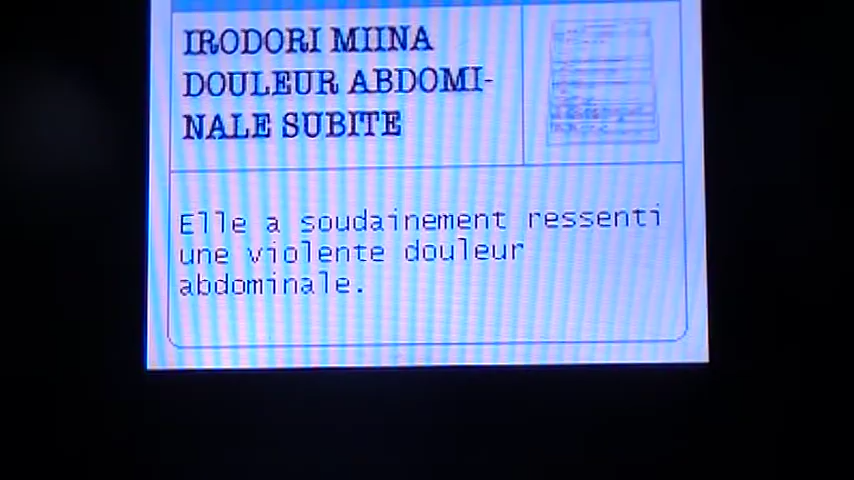 IRODORI MIINA
DOULEUR ABDOMI-
NALE SUBITE
Elle a soudainement ressenti
une violente douleur
abdominale.